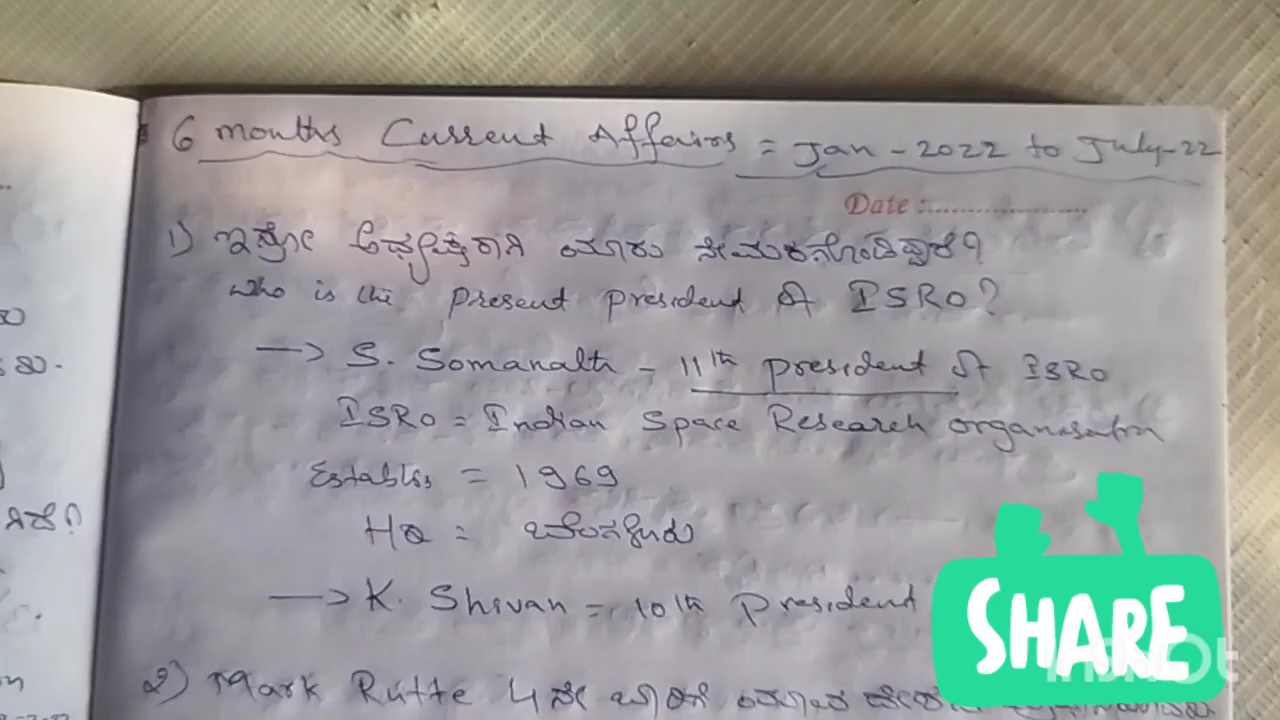 6 months Current Affairs = Jan - 2022 to July-22
Date :
1) ಇಸ್ರೋ ಅಧ್ಯಕ್ಷರಾಗಿ ಯಾರು ನೇಮಕಗೊಂಡಿದ್ದಾರೆ?
who is the present president of ISRO?
→ S. Somanath - 11th president of ISRO
ISRO = Indian Space Research organisation
Establis = 1969
HQ = ಬೆಂಗಳೂರು
→ K. Shivan = 10th president
2) Mark Rutte 4ನೇ ಬಾರಿಗೆ ಯಾವ ದೇಶದ
SHARE